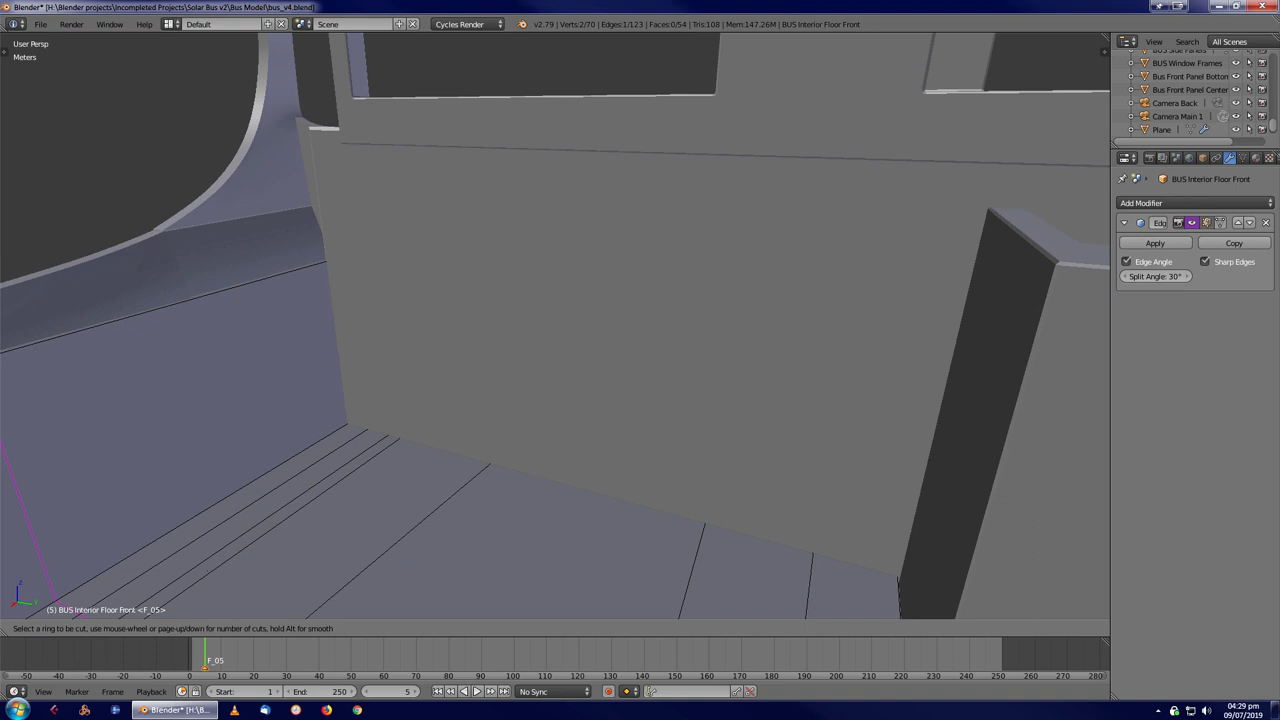 Blender* [H:\Blender projects\Incompleted Projects\Solar Bus v2\Bus Model\bus_v4.blend]
File Render Window Help Default Scene Cycles Render v2.79 | Verts:2/70 | Edges:1/123 | Faces:0/54 | Tris:108 | Mem:147.26M | BUS Interior Floor Front
User Persp
Meters
View Search All Scenes
BUS Side Panels
BUS Window Frames
Bus Front Panel Botton
Bus Front Panel Center
Camera Back
Camera Main 1
Plane
BUS Interior Floor Front
Add Modifier
Edg
Apply Copy
Edge Angle Sharp Edges
Split Angle: 30°
Z
Y
(5) BUS Interior Floor Front <F_05>
Select a ring to be cut, use mouse-wheel or page-up/down for number of cuts, hold Alt for smooth
F_05
-50 -40 -30 -20 -10 0 10 20 30 40 50 60 70 80 90 100 110 120 130 140 150 160 170 180 190 200 210 220 230 240 250 260 270 280
View Marker Frame Playback Start: 1 End: 250 5 No Sync
Blender* [H:\B...
04:29 pm
09/07/2019